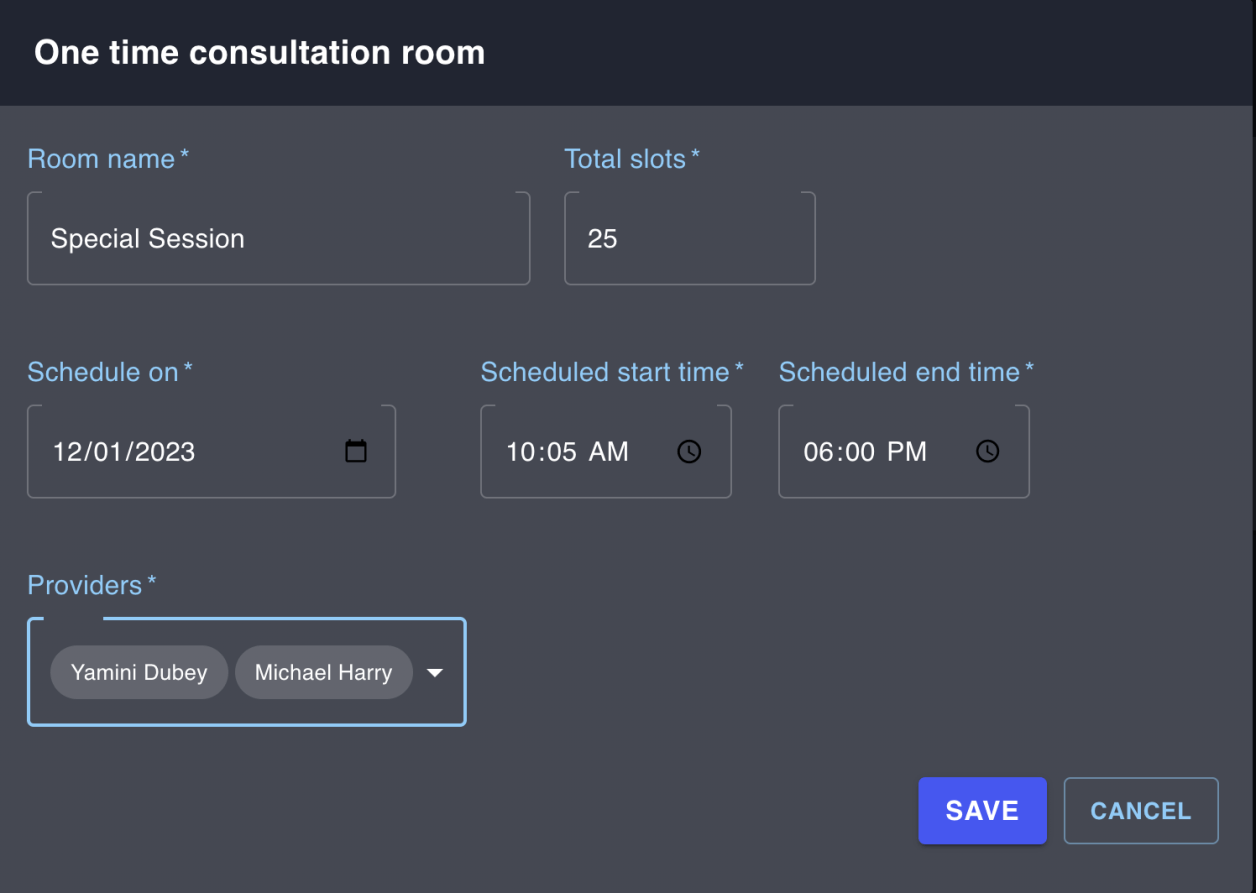 One time consultation room
Room name * Total slots *
Special Session 25
Schedule on * Scheduled start time * Scheduled end time *
12/01/2023 10:05 AM 06:00 PM
Providers *
Yamini Dubey Michael Harry
SAVE CANCEL